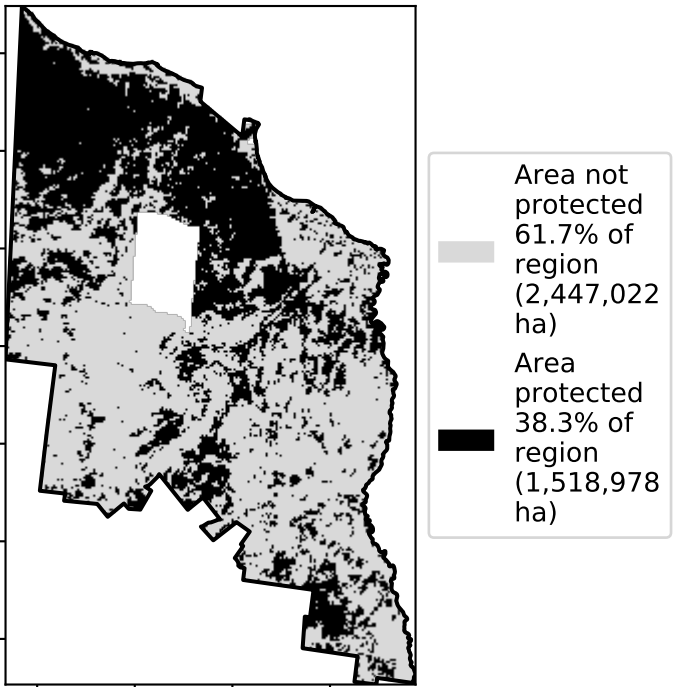 Area not
protected
61.7% of
region
(2,447,022
ha)
Area
protected
38.3% of
region
(1,518,978
ha)